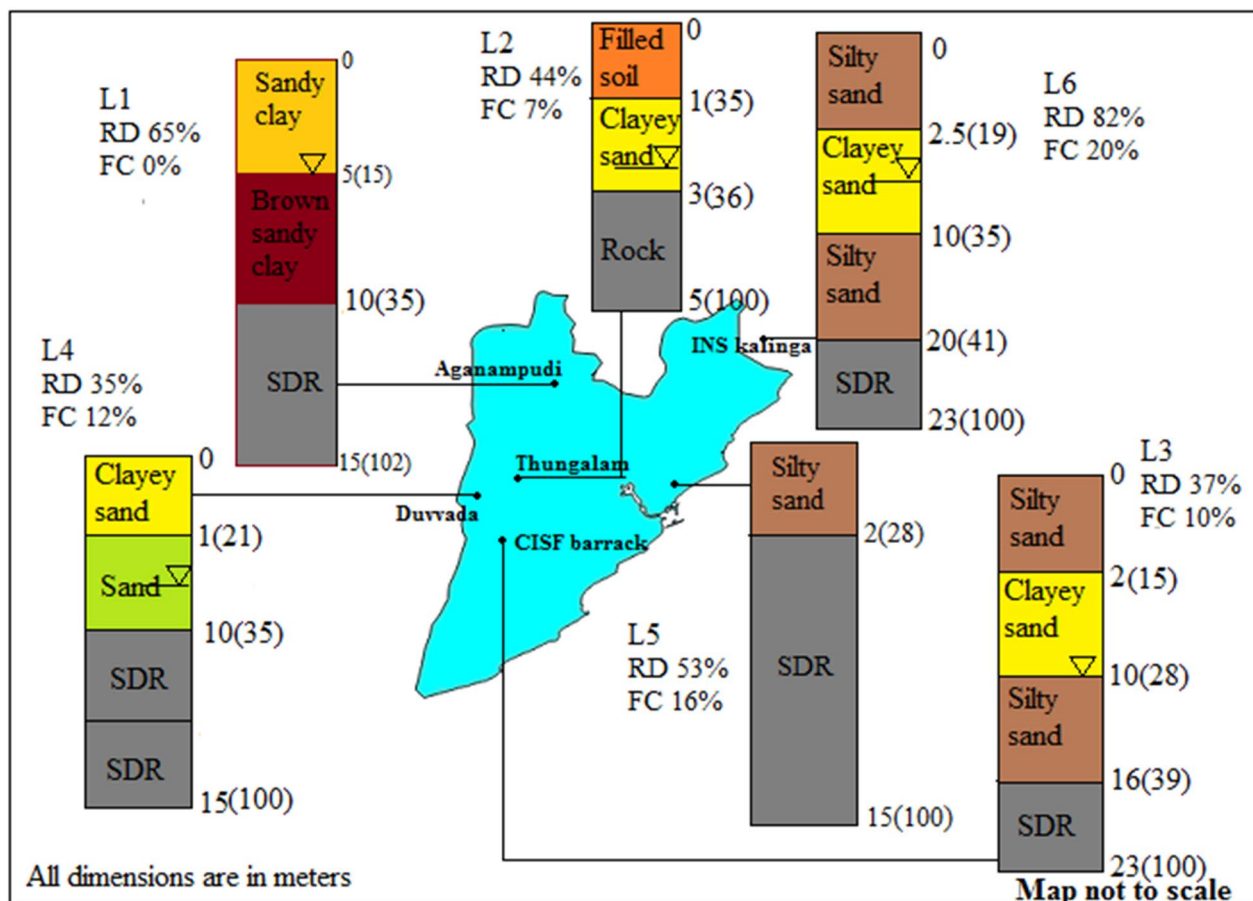 L1
RD 65%
FC 0%
0
Sandy
clay
5(15)
Brown
sandy
clay
10(35)
SDR
15(102)
L2
RD 44%
FC 7%
0
Filled
soil
1(35)
Clayey
sand
3(36)
Rock
5(100)
L6
RD 82%
FC 20%
0
Silty
sand
2.5(19)
Clayey
sand
10(35)
Silty
sand
20(41)
SDR
23(100)
L4
RD 35%
FC 12%
0
Clayey
sand
1(21)
Sand
10(35)
SDR
SDR
15(100)
Aganampudi
INS kalinga
Thungalam
Duvvada
CISF barrack
L5
RD 53%
FC 16%
Silty
sand
2(28)
SDR
15(100)
L3
RD 37%
FC 10%
0
Silty
sand
2(15)
Clayey
sand
10(28)
Silty
sand
16(39)
SDR
23(100)
All dimensions are in meters
Map not to scale